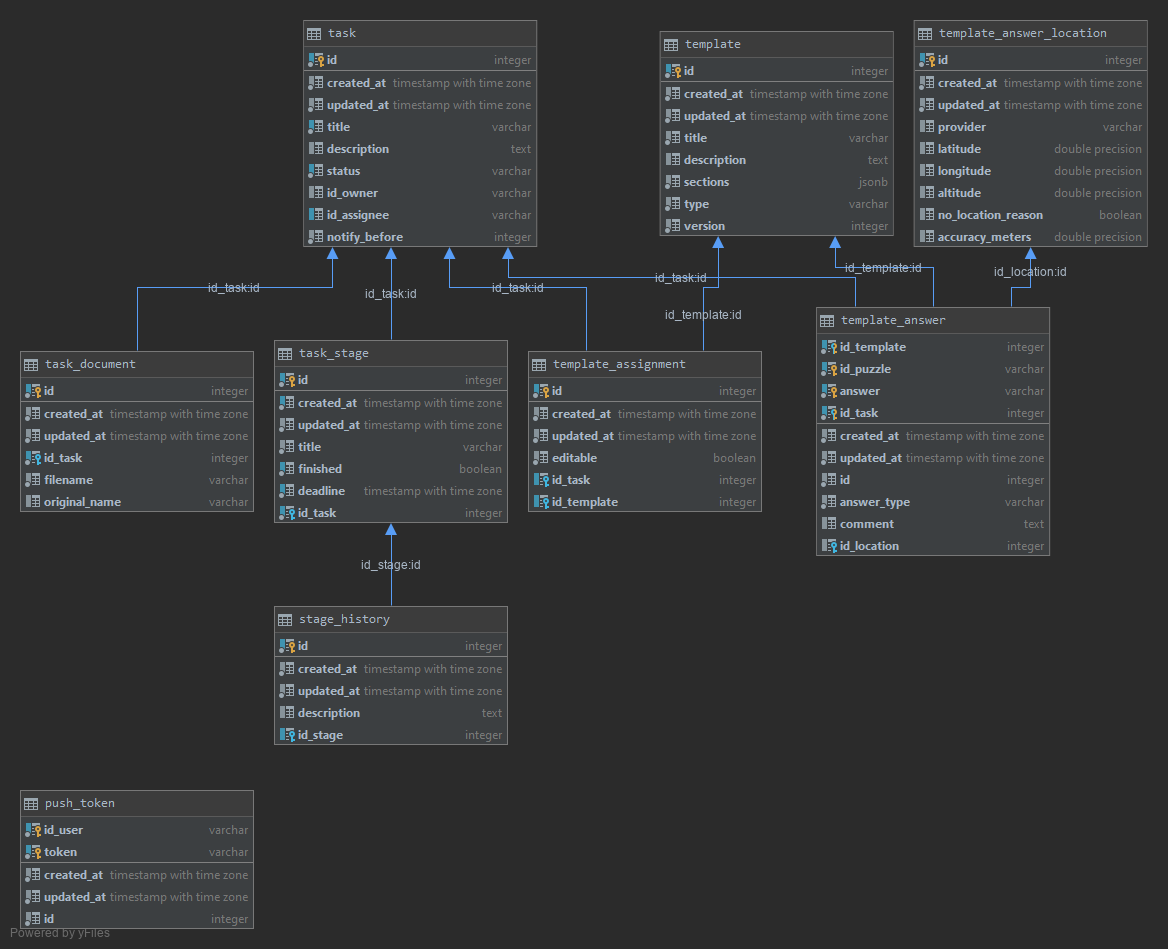 task
id integer
created_at timestamp with time zone
updated_at timestamp with time zone
title varchar
description text
status varchar
id_owner varchar
id_assignee varchar
notify_before integer
template
id integer
created_at timestamp with time zone
updated_at timestamp with time zone
title varchar
description text
sections jsonb
type varchar
version integer
template_answer_location
id integer
created_at timestamp with time zone
updated_at timestamp with time zone
provider varchar
latitude double precision
longitude double precision
altitude double precision
no_location_reason boolean
accuracy_meters double precision
id_task:id
id_task:id
id_task:id
id_task:id
id_template:id
id_template:id
id_location:id
task_document
id integer
created_at timestamp with time zone
updated_at timestamp with time zone
id_task integer
filename varchar
original_name varchar
task_stage
id integer
created_at timestamp with time zone
updated_at timestamp with time zone
title varchar
finished boolean
deadline timestamp with time zone
id_task integer
template_assignment
id integer
created_at timestamp with time zone
updated_at timestamp with time zone
editable boolean
id_task integer
id_template integer
template_answer
id_template integer
id_puzzle varchar
answer varchar
id_task integer
created_at timestamp with time zone
updated_at timestamp with time zone
id integer
answer_type varchar
comment text
id_location integer
id_stage:id
stage_history
id integer
created_at timestamp with time zone
updated_at timestamp with time zone
description text
id_stage integer
push_token
id_user varchar
token varchar
created_at timestamp with time zone
updated_at timestamp with time zone
id integer
Powered by yFiles